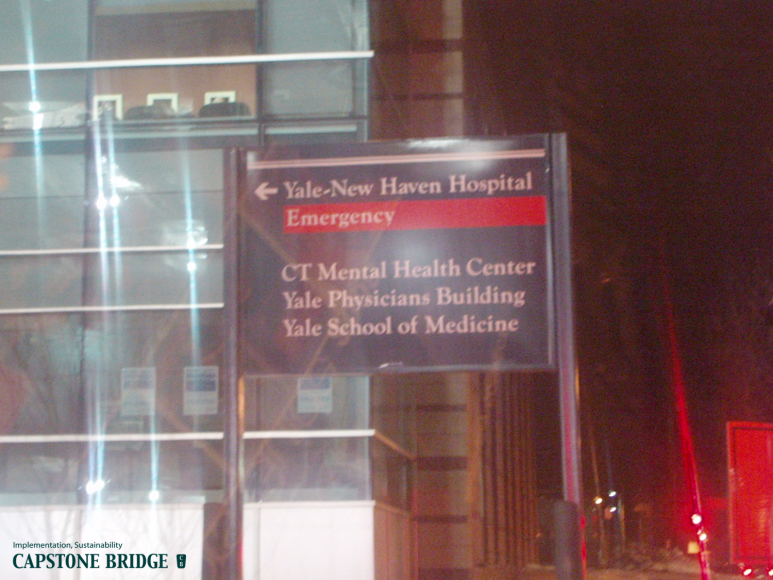 ← Yale-New Haven Hospital
Emergency
CT Mental Health Center
Yale Physicians Building
Yale School of Medicine
Implementation, Sustainability
CAPSTONE BRIDGE